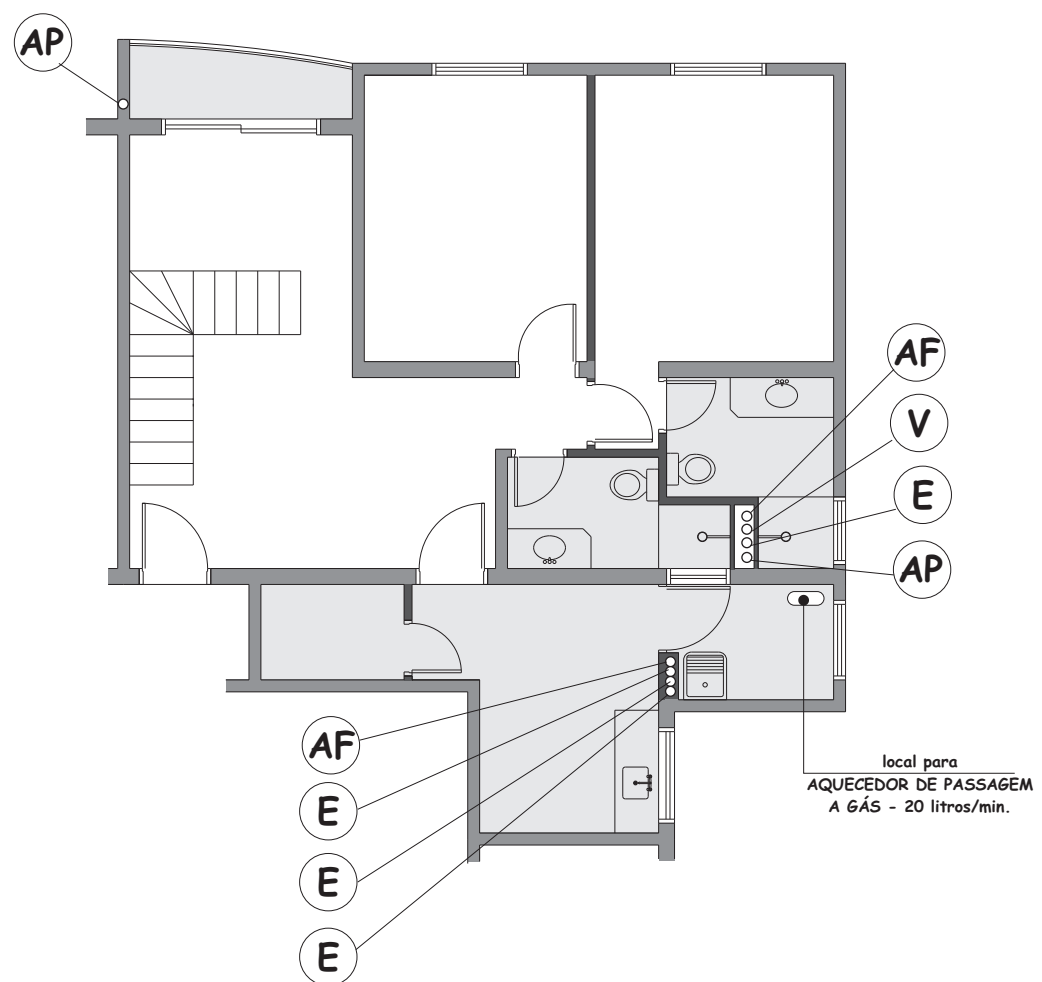 AP
AF
V
E
AP
AF
E
E
E
local para
AQUECEDOR DE PASSAGEM
A GÁS - 20 litros/min.